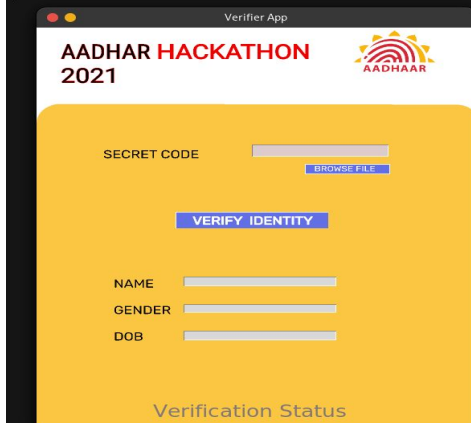 Verifier App
AADHAR HACKATHON
2021
AADHAAR
SECRET CODE
BROWSE FILE
VERIFY IDENTITY
NAME
GENDER
DOB
Verification Status